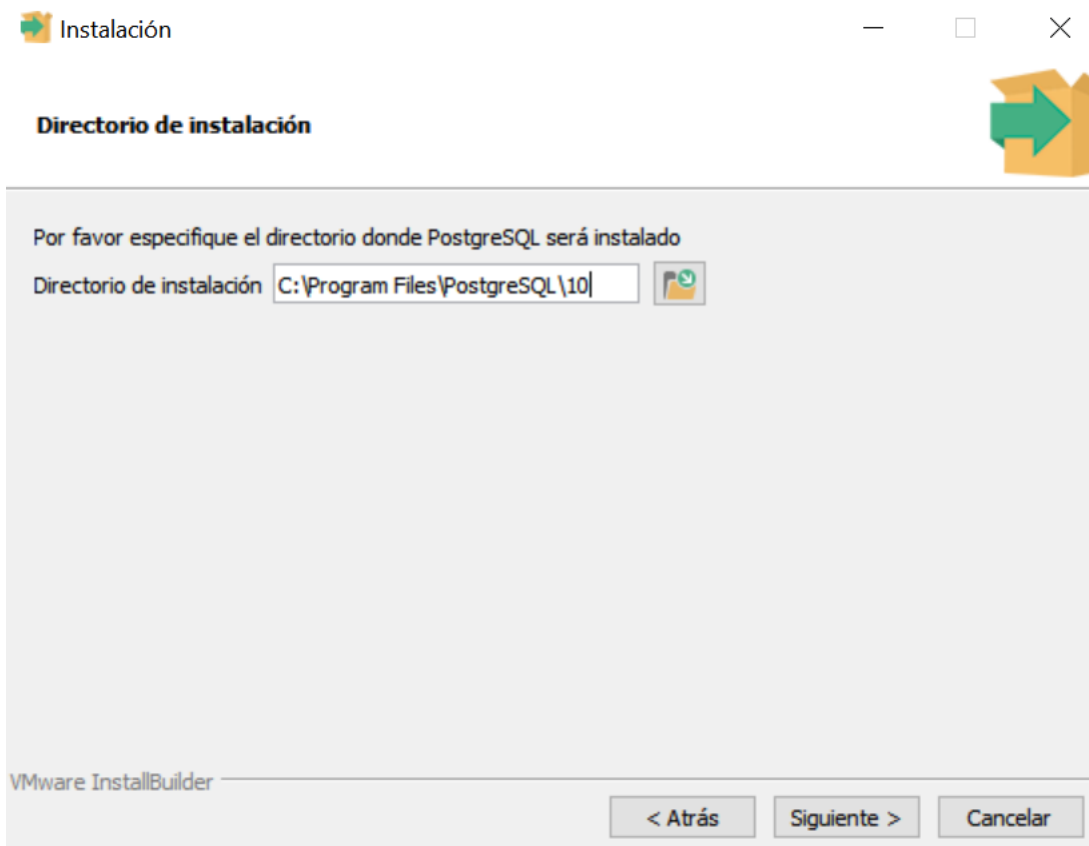 Instalación
Directorio de instalación
Por favor especifique el directorio donde PostgreSQL será instalado
Directorio de instalación C:\Program Files\PostgreSQL\10
VMware InstallBuilder
< Atrás Siguiente > Cancelar